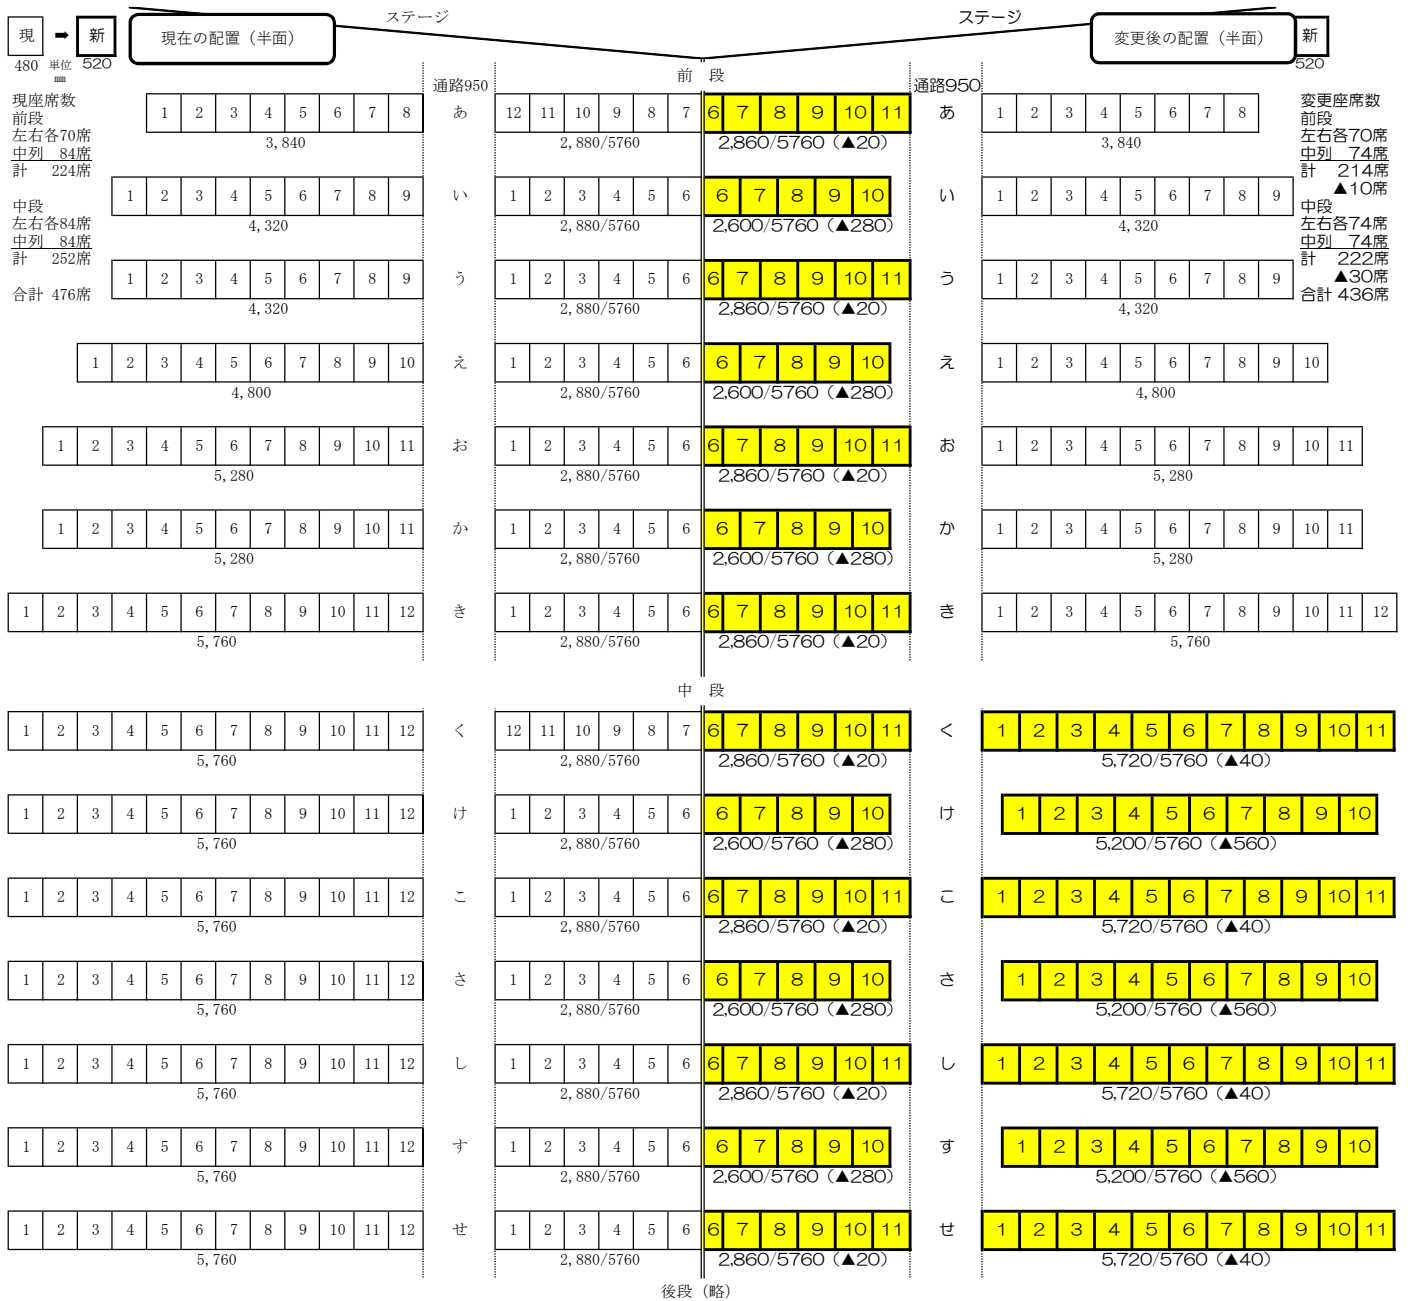 ステージ ステージ
現 ➡ 新 現在の配置（半面） 変更後の配置（半面） 新
480 単位 ㎜ 520 520
前 段
通路950 通路950
現座席数
前段
左右各70席
中列 84席
計 224席
中段
左右各84席
中列 84席
計 252席
合計 476席
変更座席数
前段
左右各70席
中列 74席
計 214席
▲10席
中段
左右各74席
中列 74席
計 222席
▲30席
合計 436席
1 2 3 4 5 6 7 8 あ 12 11 10 9 8 7 6 7 8 9 10 11 あ 1 2 3 4 5 6 7 8
3,840 2,880/5760 2,860/5760（▲20） 3,840
1 2 3 4 5 6 7 8 9 い 1 2 3 4 5 6 6 7 8 9 10 い 1 2 3 4 5 6 7 8 9
4,320 2,880/5760 2,600/5760（▲280） 4,320
1 2 3 4 5 6 7 8 9 う 1 2 3 4 5 6 6 7 8 9 10 11 う 1 2 3 4 5 6 7 8 9
4,320 2,880/5760 2,860/5760（▲20） 4,320
1 2 3 4 5 6 7 8 9 10 え 1 2 3 4 5 6 6 7 8 9 10 え 1 2 3 4 5 6 7 8 9 10
4,800 2,880/5760 2,600/5760（▲280） 4,800
1 2 3 4 5 6 7 8 9 10 11 お 1 2 3 4 5 6 6 7 8 9 10 11 お 1 2 3 4 5 6 7 8 9 10 11
5,280 2,880/5760 2,860/5760（▲20） 5,280
1 2 3 4 5 6 7 8 9 10 11 か 1 2 3 4 5 6 6 7 8 9 10 か 1 2 3 4 5 6 7 8 9 10 11
5,280 2,880/5760 2,600/5760（▲280） 5,280
1 2 3 4 5 6 7 8 9 10 11 12 き 1 2 3 4 5 6 6 7 8 9 10 11 き 1 2 3 4 5 6 7 8 9 10 11 12
5,760 2,880/5760 2,860/5760（▲20） 5,760
中 段
1 2 3 4 5 6 7 8 9 10 11 12 く 12 11 10 9 8 7 6 7 8 9 10 11 く 1 2 3 4 5 6 7 8 9 10 11
5,760 2,880/5760 2,860/5760（▲20） 5,720/5760（▲40）
1 2 3 4 5 6 7 8 9 10 11 12 け 1 2 3 4 5 6 6 7 8 9 10 け 1 2 3 4 5 6 7 8 9 10
5,760 2,880/5760 2,600/5760（▲280） 5,200/5760（▲560）
1 2 3 4 5 6 7 8 9 10 11 12 こ 1 2 3 4 5 6 6 7 8 9 10 11 こ 1 2 3 4 5 6 7 8 9 10 11
5,760 2,880/5760 2,860/5760（▲20） 5,720/5760（▲40）
1 2 3 4 5 6 7 8 9 10 11 12 さ 1 2 3 4 5 6 6 7 8 9 10 さ 1 2 3 4 5 6 7 8 9 10
5,760 2,880/5760 2,600/5760（▲280） 5,200/5760（▲560）
1 2 3 4 5 6 7 8 9 10 11 12 し 1 2 3 4 5 6 6 7 8 9 10 11 し 1 2 3 4 5 6 7 8 9 10 11
5,760 2,880/5760 2,860/5760（▲20） 5,720/5760（▲40）
1 2 3 4 5 6 7 8 9 10 11 12 す 1 2 3 4 5 6 6 7 8 9 10 す 1 2 3 4 5 6 7 8 9 10
5,760 2,880/5760 2,600/5760（▲280） 5,200/5760（▲560）
1 2 3 4 5 6 7 8 9 10 11 12 せ 1 2 3 4 5 6 6 7 8 9 10 11 せ 1 2 3 4 5 6 7 8 9 10 11
5,760 2,880/5760 2,860/5760（▲20） 5,720/5760（▲40）
後段（略）